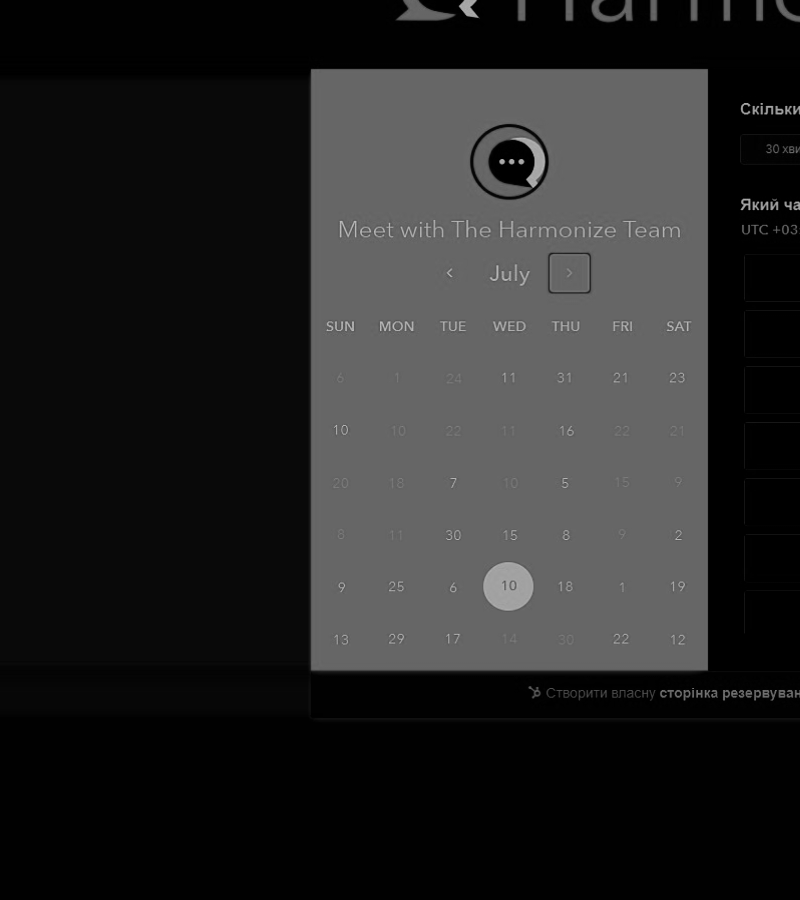 Harmo
Meet with The Harmonize Team
July
SUN MON TUE WED THU FRI SAT
6 1 24 11 31 21 23
10 10 22 11 16 22 21
20 18 7 10 5 15 9
8 11 30 15 8 9 2
9 25 6 10 18 1 19
13 29 17 14 30 22 12
Скільки
30 хви
Який ча
UTC +03:
Створити власну сторінка резервуван